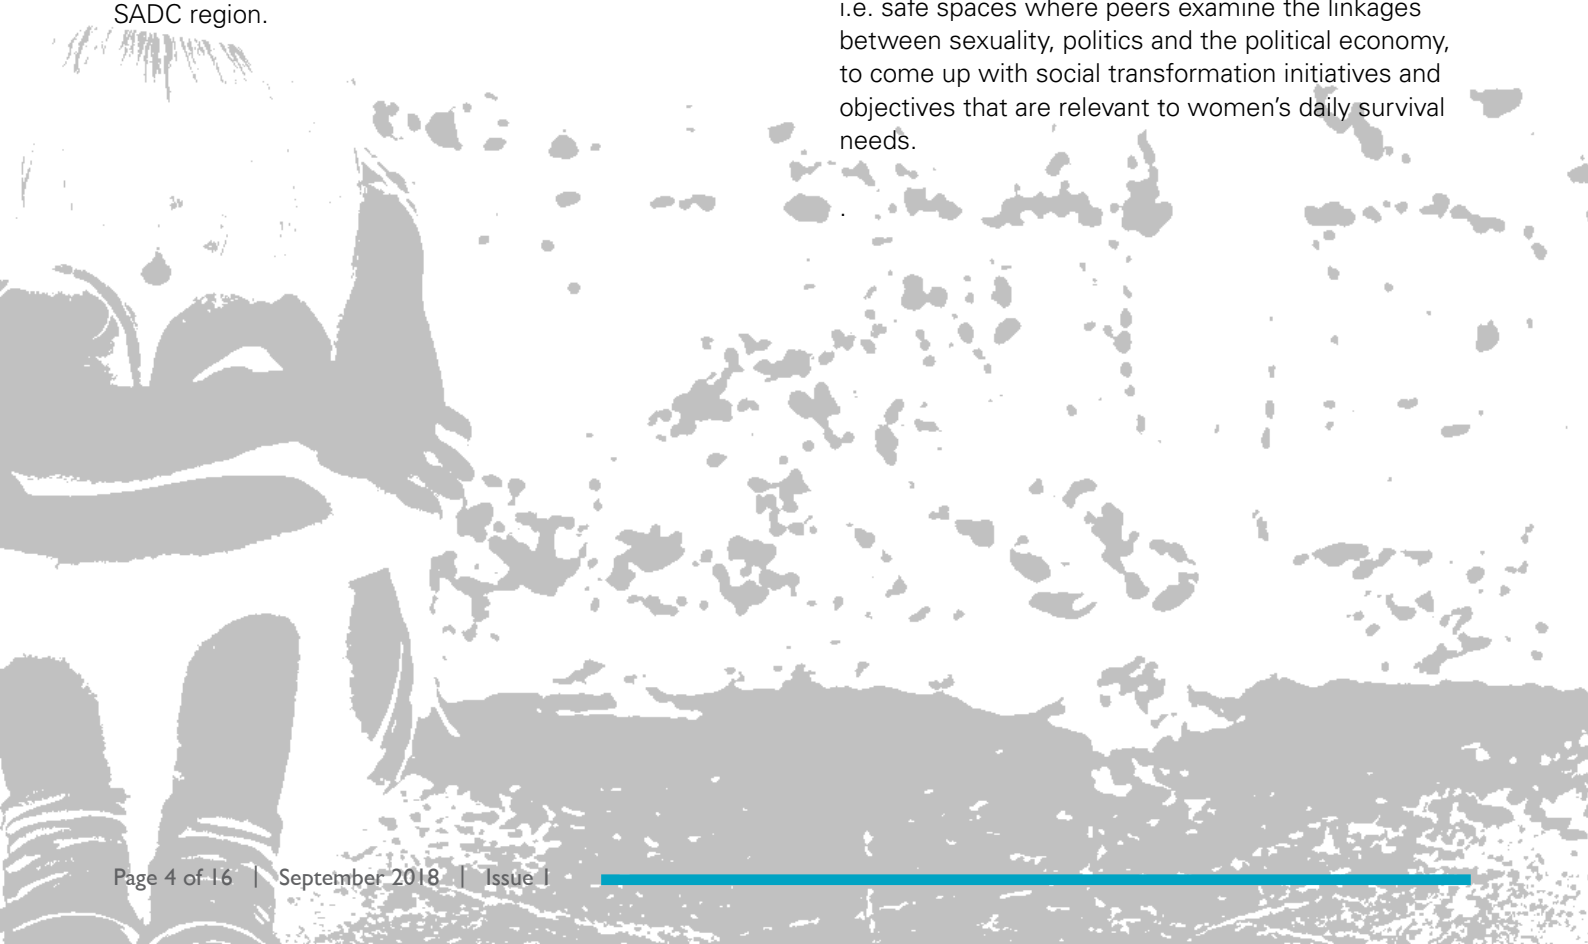 SADC region.
i.e. safe spaces where peers examine the linkages
between sexuality, politics and the political economy,
to come up with social transformation initiatives and
objectives that are relevant to women’s daily survival
needs.
.
Page 4 of 16 | September 2018 | Issue 1